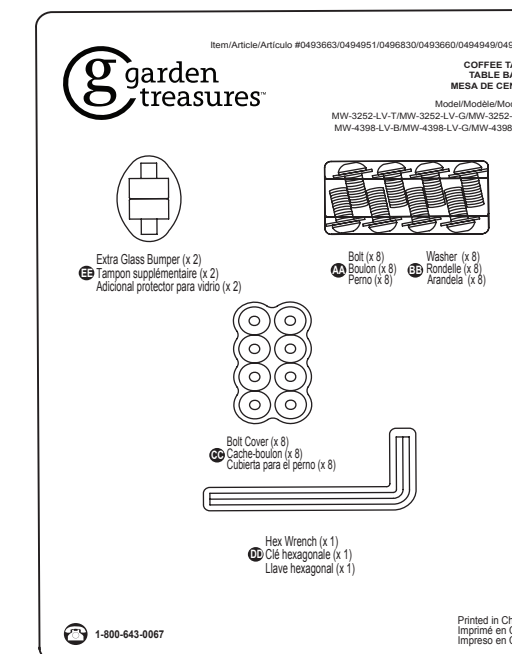 Item/Article/Artículo #0493663/0494951/0496830/0493660/0494949/049
garden
treasures™
COFFEE TA
TABLE BA
MESA DE CEN
Model/Modèle/Mod
MW-3252-LV-T/MW-3252-LV-G/MW-3252-
MW-4398-LV-B/MW-4398-LV-G/MW-4398
EE
Extra Glass Bumper (x 2)
Tampon supplémentaire (x 2)
Adicional protector para vidrio (x 2)
AA
Bolt (x 8)
Boulon (x 8)
Perno (x 8)
BB
Washer (x 8)
Rondelle (x 8)
Arandela (x 8)
CC
Bolt Cover (x 8)
Cache-boulon (x 8)
Cubierta para el perno (x 8)
DD
Hex Wrench (x 1)
Clé hexagonale (x 1)
Llave hexagonal (x 1)
1-800-643-0067
Printed in Ch
Imprimé en C
Impreso en C